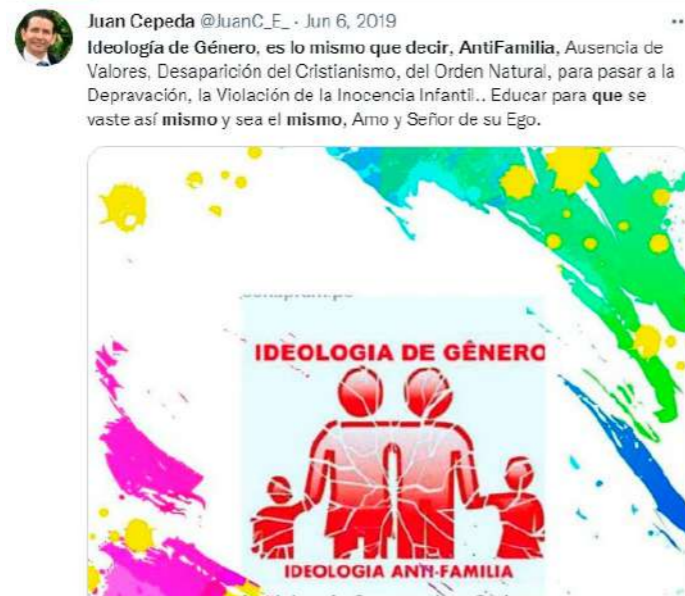 Juan Cepeda @JuanC_E_ · Jun 6, 2019
Ideología de Género, es lo mismo que decir, AntiFamilia, Ausencia de
Valores, Desaparición del Cristianismo, del Orden Natural, para pasar a la
Depravación, la Violación de la Inocencia Infantil.. Educar para que se
vaste así mismo y sea el mismo, Amo y Señor de su Ego.
IDEOLOGIA DE GÊNERO
IDEOLOGIA ANTI-FAMILIA